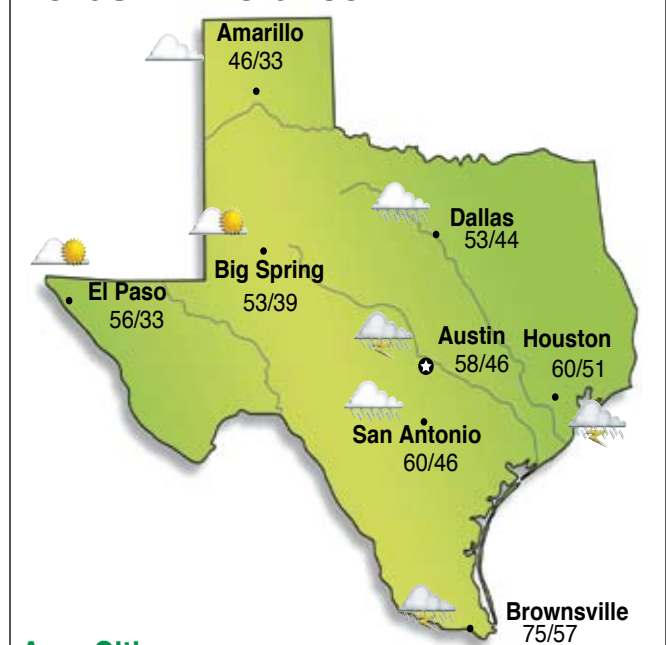 Amarillo
46/33
Dallas
53/44
Big Spring
53/39
El Paso
56/33
Austin
58/46
Houston
60/51
San Antonio
60/46
Brownsville
75/57